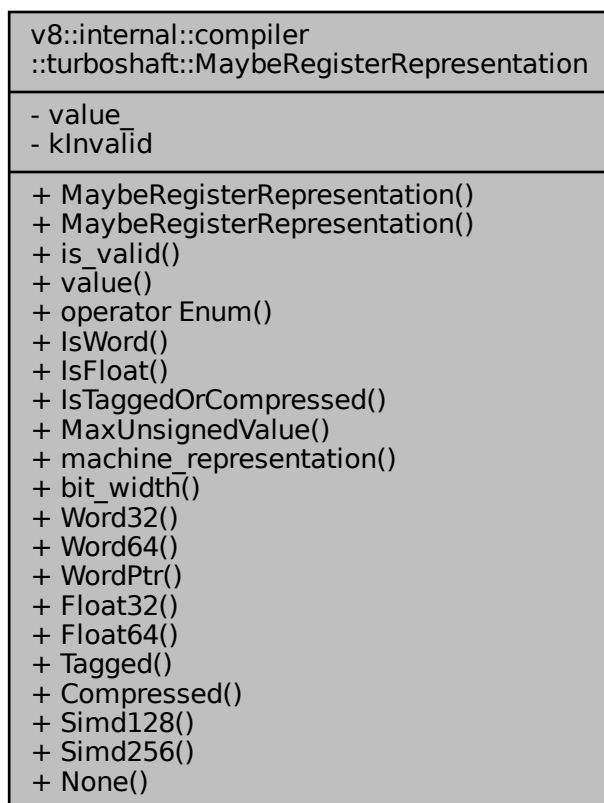 v8::internal::compiler
::turboshaft::MaybeRegisterRepresentation
- value_
- kInvalid
+ MaybeRegisterRepresentation()
+ MaybeRegisterRepresentation()
+ is_valid()
+ value()
+ operator Enum()
+ IsWord()
+ IsFloat()
+ IsTaggedOrCompressed()
+ MaxUnsignedValue()
+ machine_representation()
+ bit_width()
+ Word32()
+ Word64()
+ WordPtr()
+ Float32()
+ Float64()
+ Tagged()
+ Compressed()
+ Simd128()
+ Simd256()
+ None()